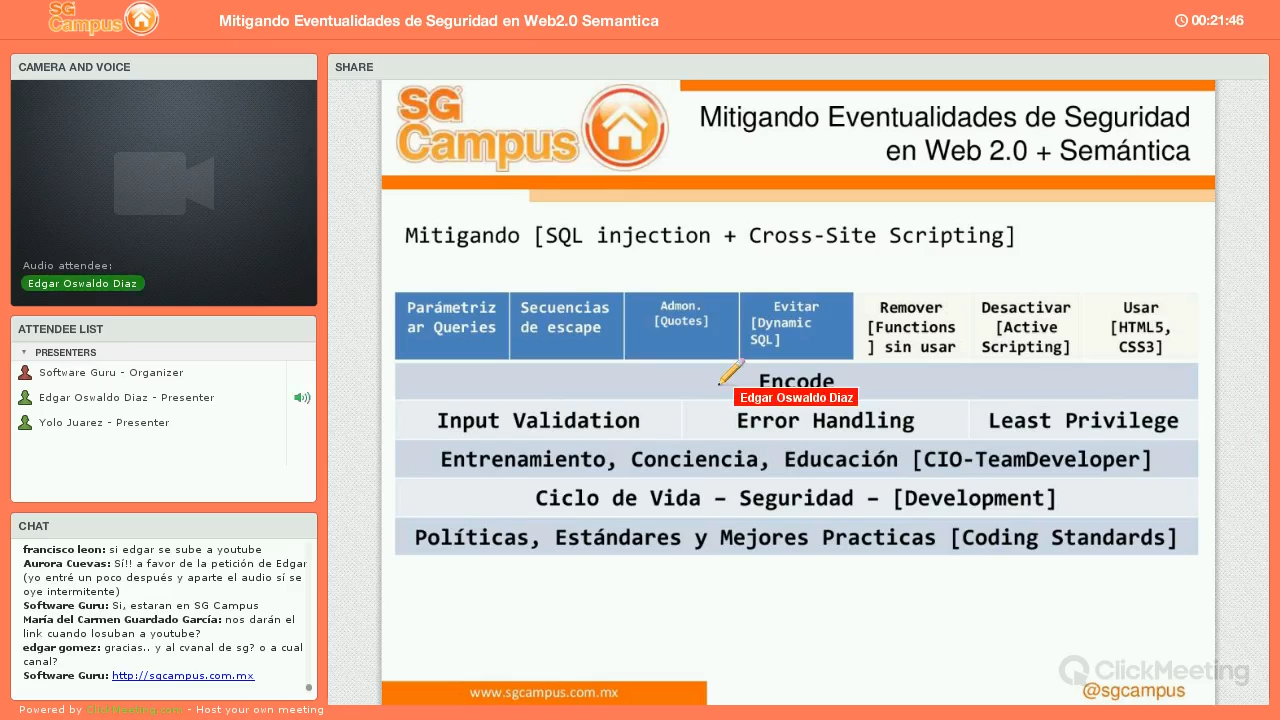 SG Campus
Mitigando Eventualidades de Seguridad en Web2.0 Semantica
00:21:46
CAMERA AND VOICE
Audio attendee:
Edgar Oswaldo Diaz
ATTENDEE LIST
PRESENTERS
Software Guru - Organizer
Edgar Oswaldo Diaz - Presenter
Yolo Juarez - Presenter
CHAT
francisco leon: si edgar se sube a youtube
Aurora Cuevas: Sí!! a favor de la petición de Edgar
(yo entré un poco después y aparte el audio sí se
oye intermitente)
Software Guru: Si, estaran en SG Campus
María del Carmen Guardado García: nos darán el
link cuando losuban a youtube?
edgar gomez: gracias.. y al cvanal de sg? o a cual
canal?
Software Guru: http://sgcampus.com.mx
Powered by ClickMeeting.com - Host your own meeting
SHARE
SG
Campus
Mitigando Eventualidades de Seguridad
en Web 2.0 + Semántica
Mitigando [SQL injection + Cross-Site Scripting]
Parámetriz
ar Queries
Secuencias
de escape
Admon.
[Quotes]
Evitar
[Dynamic
SQL]
Remover
[Functions
] sin usar
Desactivar
[Active
Scripting]
Usar
[HTML5,
CSS3]
Encode
Edgar Oswaldo Diaz
Input Validation
Error Handling
Least Privilege
Entrenamiento, Conciencia, Educación [CIO-TeamDeveloper]
Ciclo de Vida – Seguridad – [Development]
Políticas, Estándares y Mejores Practicas [Coding Standards]
www.sgcampus.com.mx
ClickMeeting
@sgcampus